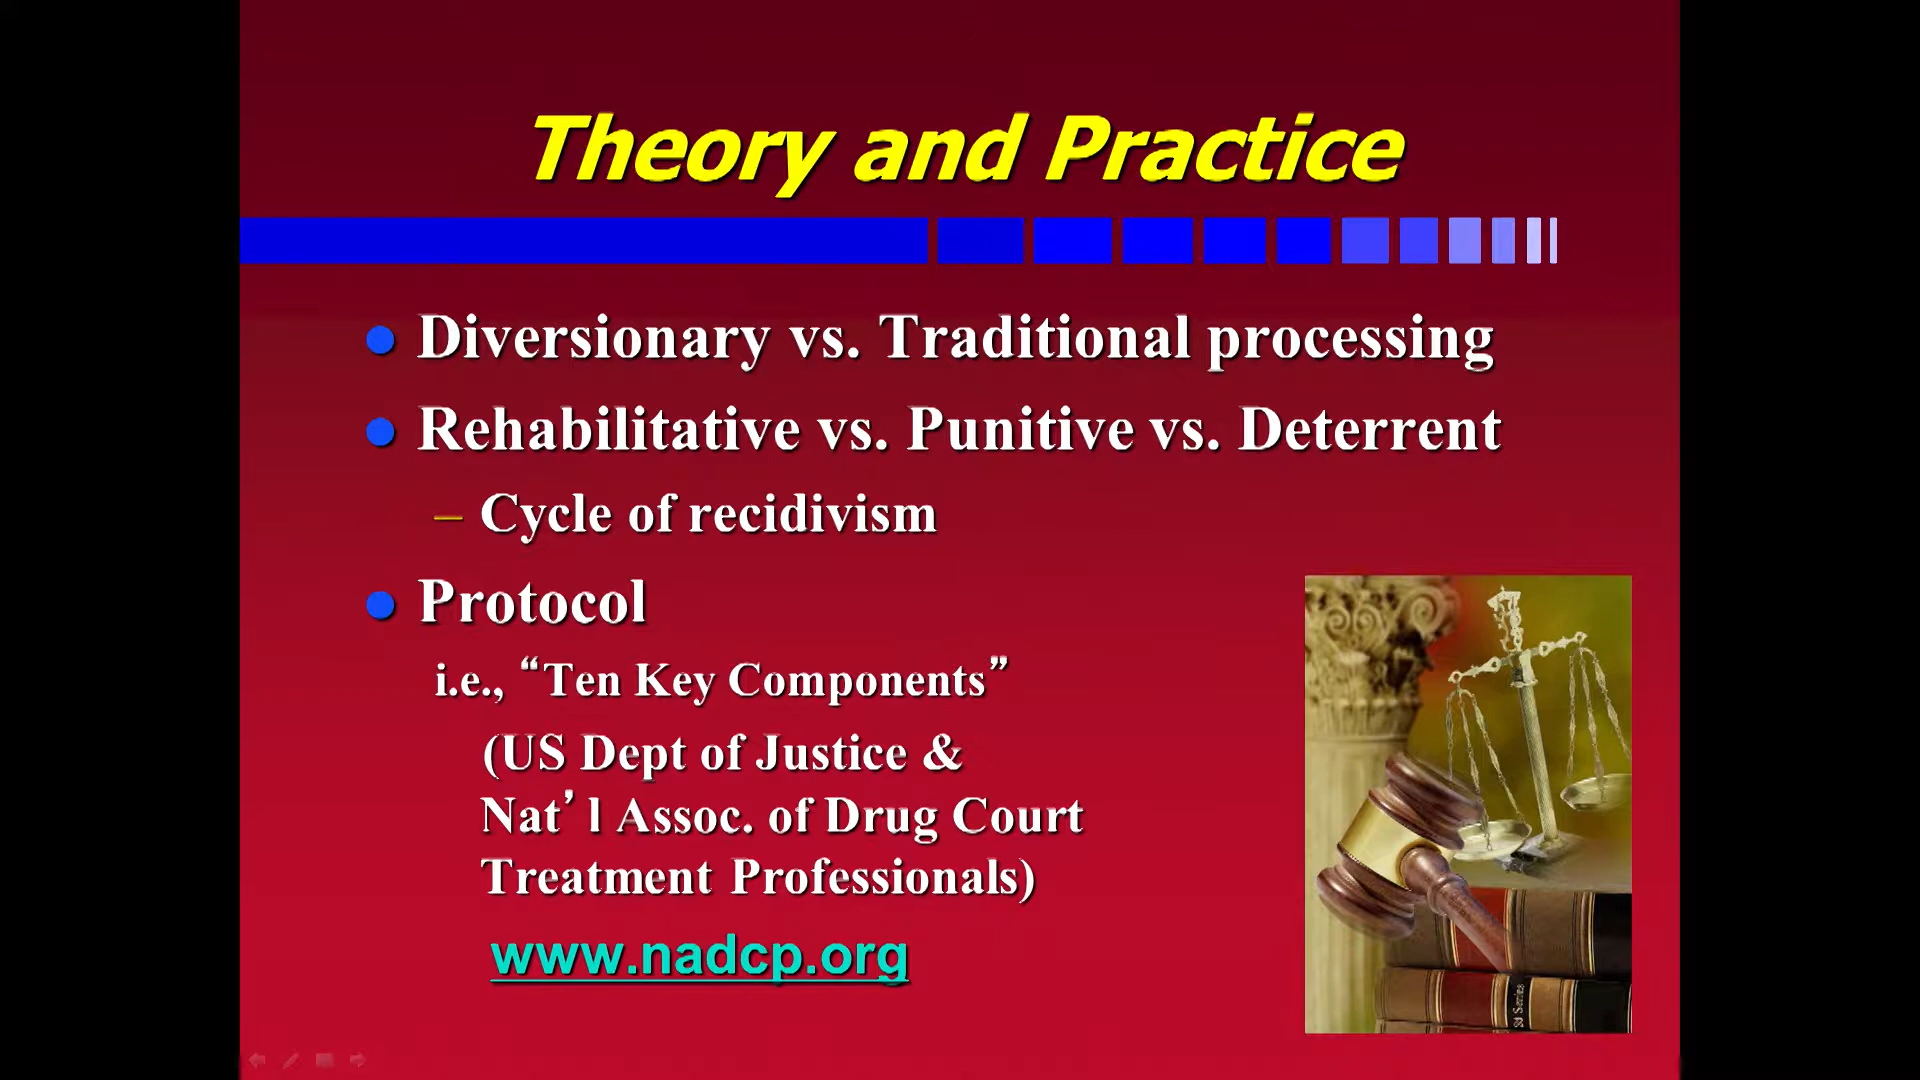 Theory and Practice
Diversionary vs. Traditional processing
Rehabilitative vs. Punitive vs. Deterrent
– Cycle of recidivism
Protocol
i.e., “Ten Key Components”
(US Dept of Justice &
Nat’l Assoc. of Drug Court
Treatment Professionals)
www.nadcp.org